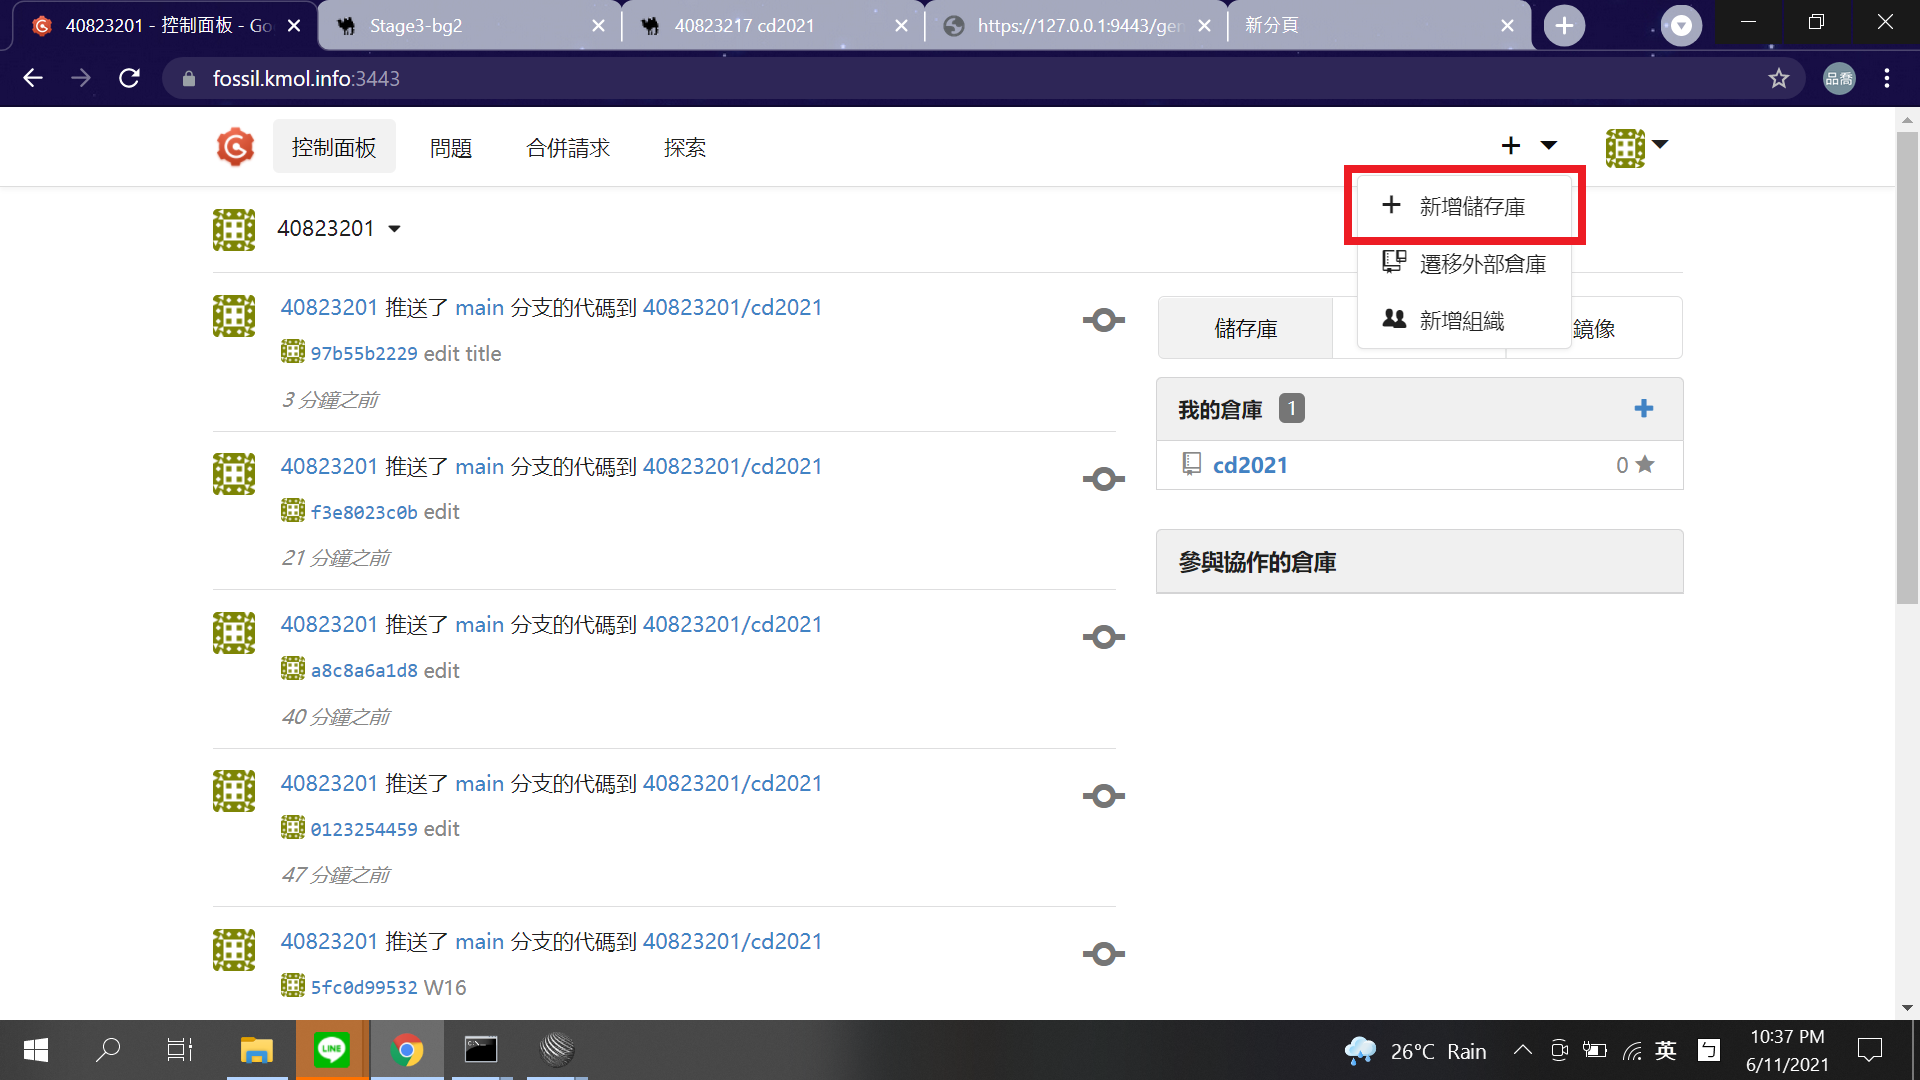 40823201 - 控制面板 - Go
Stage3-bg2
40823217 cd2021
https://127.0.0.1:9443/gen
新分頁
fossil.kmol.info:3443
品喬
控制面板
問題
合併請求
探索
新增儲存庫
遷移外部倉庫
新增組織
40823201
40823201 推送了 main 分支的代碼到 40823201/cd2021
97b55b2229 edit title
3 分鐘之前
40823201 推送了 main 分支的代碼到 40823201/cd2021
f3e8023c0b edit
21 分鐘之前
40823201 推送了 main 分支的代碼到 40823201/cd2021
a8c8a6a1d8 edit
40 分鐘之前
40823201 推送了 main 分支的代碼到 40823201/cd2021
0123254459 edit
47 分鐘之前
40823201 推送了 main 分支的代碼到 40823201/cd2021
5fc0d99532 W16
儲存庫
鏡像
我的倉庫 1
cd2021
0
參與協作的倉庫
LINE
26°C Rain
英
ㄅ
10:37 PM
6/11/2021